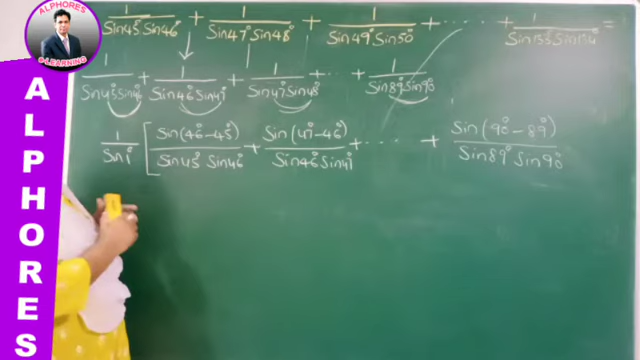 ALPHORES
E-LEARNING
ALPHORES
1/(Sin45° Sin46°) + 1/(Sin47° Sin48°) + 1/(Sin49° Sin50°) + ..... + 1/(Sin133° Sin134°) =
1/(Sin45° Sin46°) + 1/(Sin46° Sin47°) + 1/(Sin47° Sin48°) + ... + 1/(Sin89° Sin90°)
1/Sin1° [ Sin(46°-45°)/(Sin45° Sin46°) + Sin(47°-46°)/(Sin46° Sin47°) + ..... + Sin(90°-89°)/(Sin89° Sin90°)